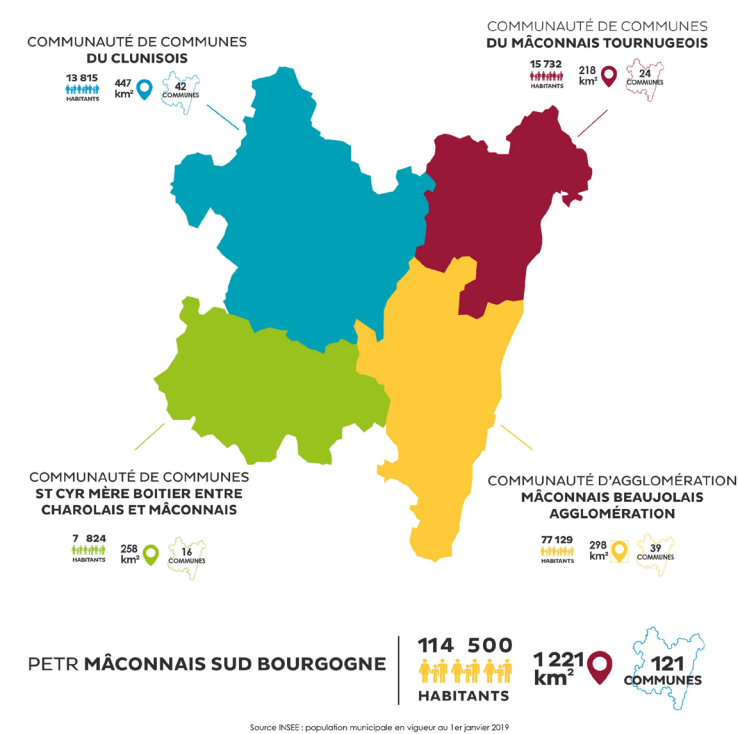 COMMUNAUTÉ DE COMMUNES
DU CLUNISOIS
13 815
HABITANTS
447
km²
42
COMMUNES
COMMUNAUTÉ DE COMMUNES
DU MÂCONNAIS TOURNUGEOIS
15 732
HABITANTS
218
km²
24
COMMUNES
COMMUNAUTÉ DE COMMUNES
ST CYR MÈRE BOITIER ENTRE
CHAROLAIS ET MÂCONNAIS
7 824
HABITANTS
258
km²
16
COMMUNES
COMMUNAUTÉ D'AGGLOMÉRATION
MÂCONNAIS BEAUJOLAIS
AGGLOMÉRATION
77 129
HABITANTS
298
km²
39
COMMUNES
PETR MÂCONNAIS SUD BOURGOGNE
114 500
HABITANTS
1 221
km²
121
COMMUNES
Source INSEE : population municipale en vigueur au 1er janvier 2019